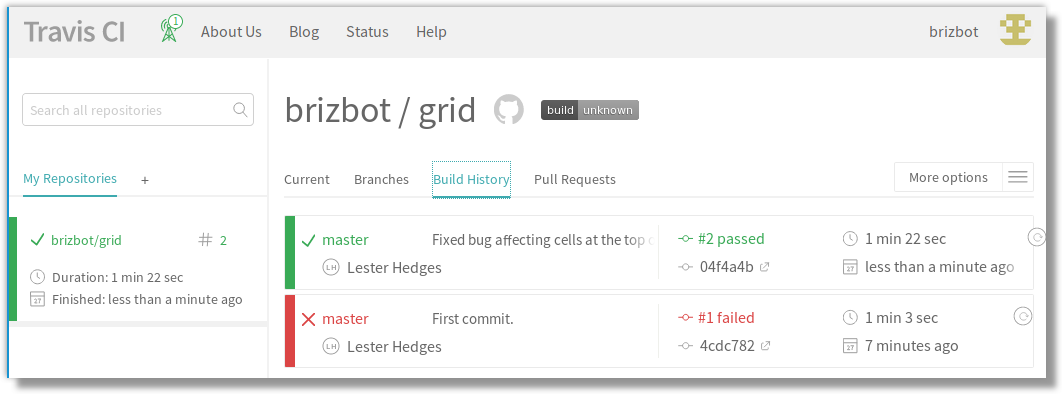 Travis CI 1 About Us Blog Status Help brizbot
Search all repositories
My Repositories +
brizbot/grid # 2
Duration: 1 min 22 sec
27 Finished: less than a minute ago
brizbot / grid build unknown
Current Branches Build History Pull Requests More options
master Fixed bug affecting cells at the top #2 passed 1 min 22 sec
LH Lester Hedges 04f4a4b 27 less than a minute ago
master First commit. #1 failed 1 min 3 sec
LH Lester Hedges 4cdc782 27 7 minutes ago